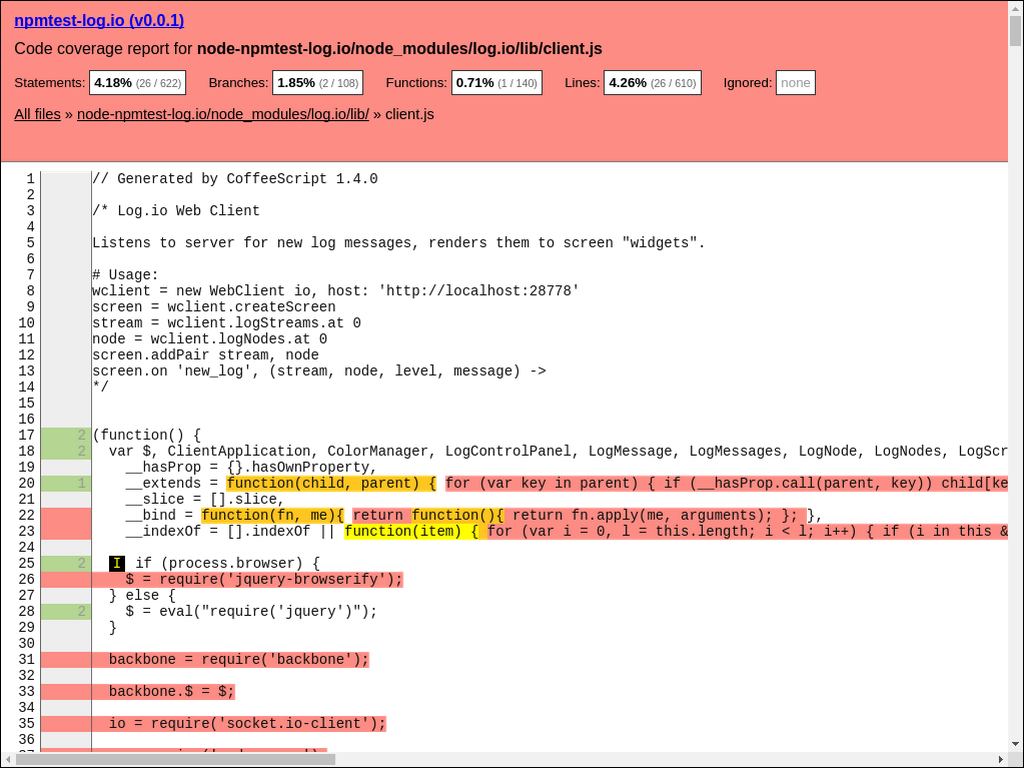 npmtest-log.io (v0.0.1)
Code coverage report for node-npmtest-log.io/node_modules/log.io/lib/client.js
Statements: 4.18% (26 / 622) Branches: 1.85% (2 / 108) Functions: 0.71% (1 / 140) Lines: 4.26% (26 / 610) Ignored: none
All files » node-npmtest-log.io/node_modules/log.io/lib/ » client.js
1 // Generated by CoffeeScript 1.4.0
2
3 /* Log.io Web Client
4
5 Listens to server for new log messages, renders them to screen "widgets".
6
7 # Usage:
8 wclient = new WebClient io, host: 'http://localhost:28778'
9 screen = wclient.createScreen
10 stream = wclient.logStreams.at 0
11 node = wclient.logNodes.at 0
12 screen.addPair stream, node
13 screen.on 'new_log', (stream, node, level, message) ->
14 */
15
16
17 2 (function() {
18 2 var $, ClientApplication, ColorManager, LogControlPanel, LogMessage, LogMessages, LogNode, LogNodes, LogScr
19 __hasProp = {}.hasOwnProperty,
20 1 __extends = function(child, parent) { for (var key in parent) { if (__hasProp.call(parent, key)) child[ke
21 __slice = [].slice,
22 __bind = function(fn, me){ return function(){ return fn.apply(me, arguments); }; },
23 __indexOf = [].indexOf || function(item) { for (var i = 0, l = this.length; i < l; i++) { if (i in this &
24
25 2 I if (process.browser) {
26 $ = require('jquery-browserify');
27 } else {
28 2 $ = eval("require('jquery')");
29 }
30
31 backbone = require('backbone');
32
33 backbone.$ = $;
34
35 io = require('socket.io-client');
36